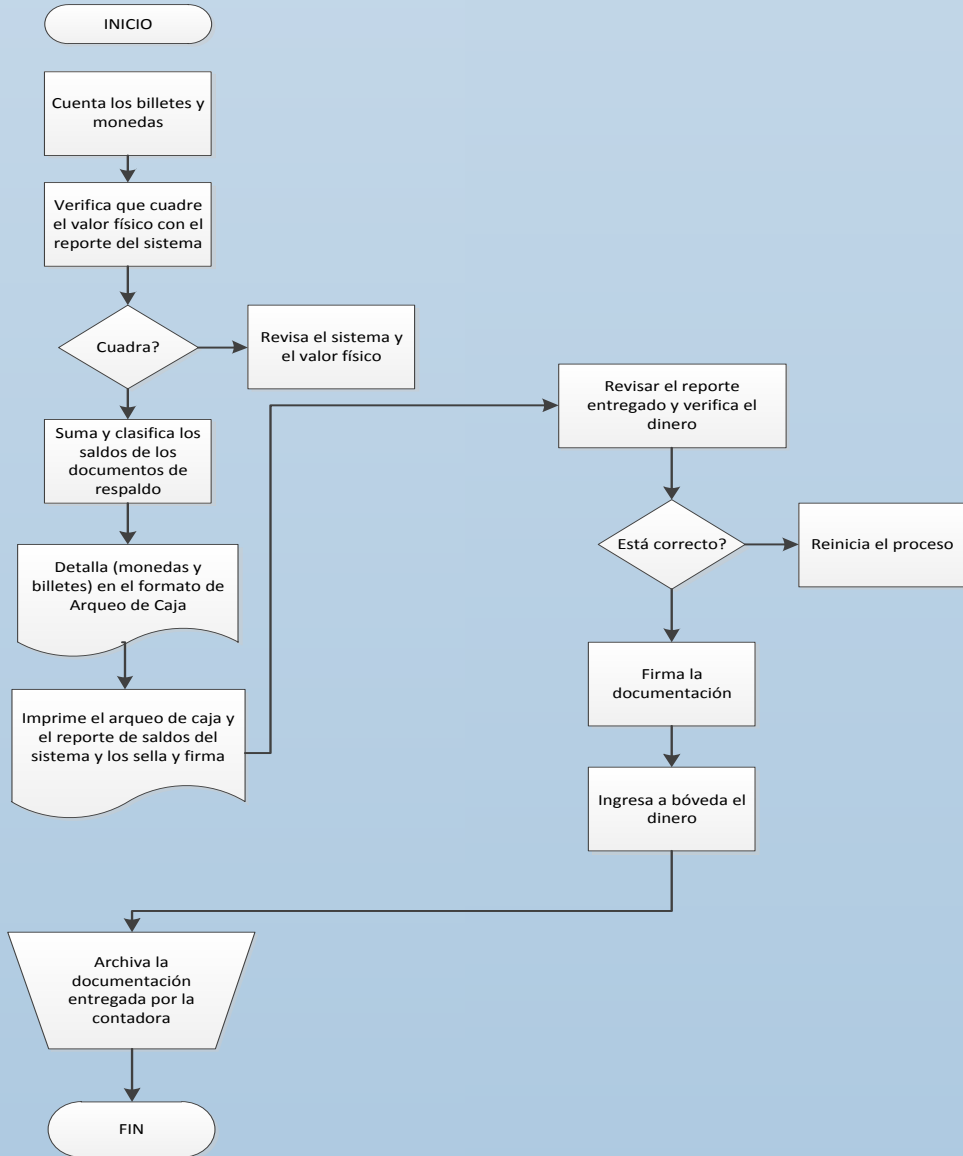 INICIO
Cuenta los billetes y
monedas
Verifica que cuadre
el valor físico con el
reporte del sistema
Cuadra?
Revisa el sistema y
el valor físico
Suma y clasifica los
saldos de los
documentos de
respaldo
Detalla (monedas y
billetes) en el formato de
Arqueo de Caja
Imprime el arqueo de caja y
el reporte de saldos del
sistema y los sella y firma
Revisar el reporte
entregado y verifica el
dinero
Está correcto?
Reinicia el proceso
Firma la
documentación
Ingresa a bóveda el
dinero
Archiva la
documentación
entregada por la
contadora
FIN